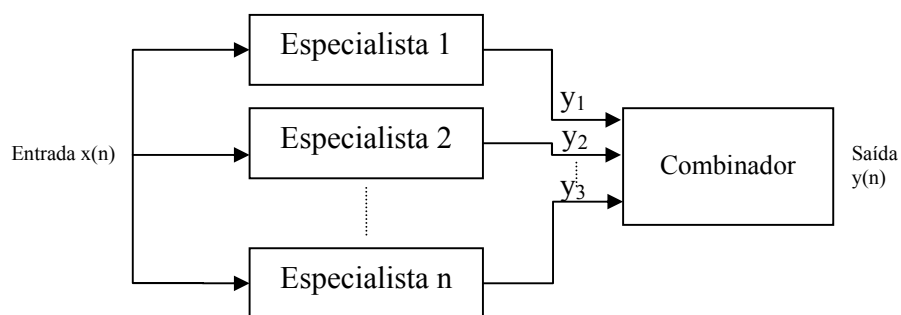 Especialista 1
y₁
Especialista 2
y₂
Entrada x(n)
Combinador
Saída
y(n)
y₃
Especialista n